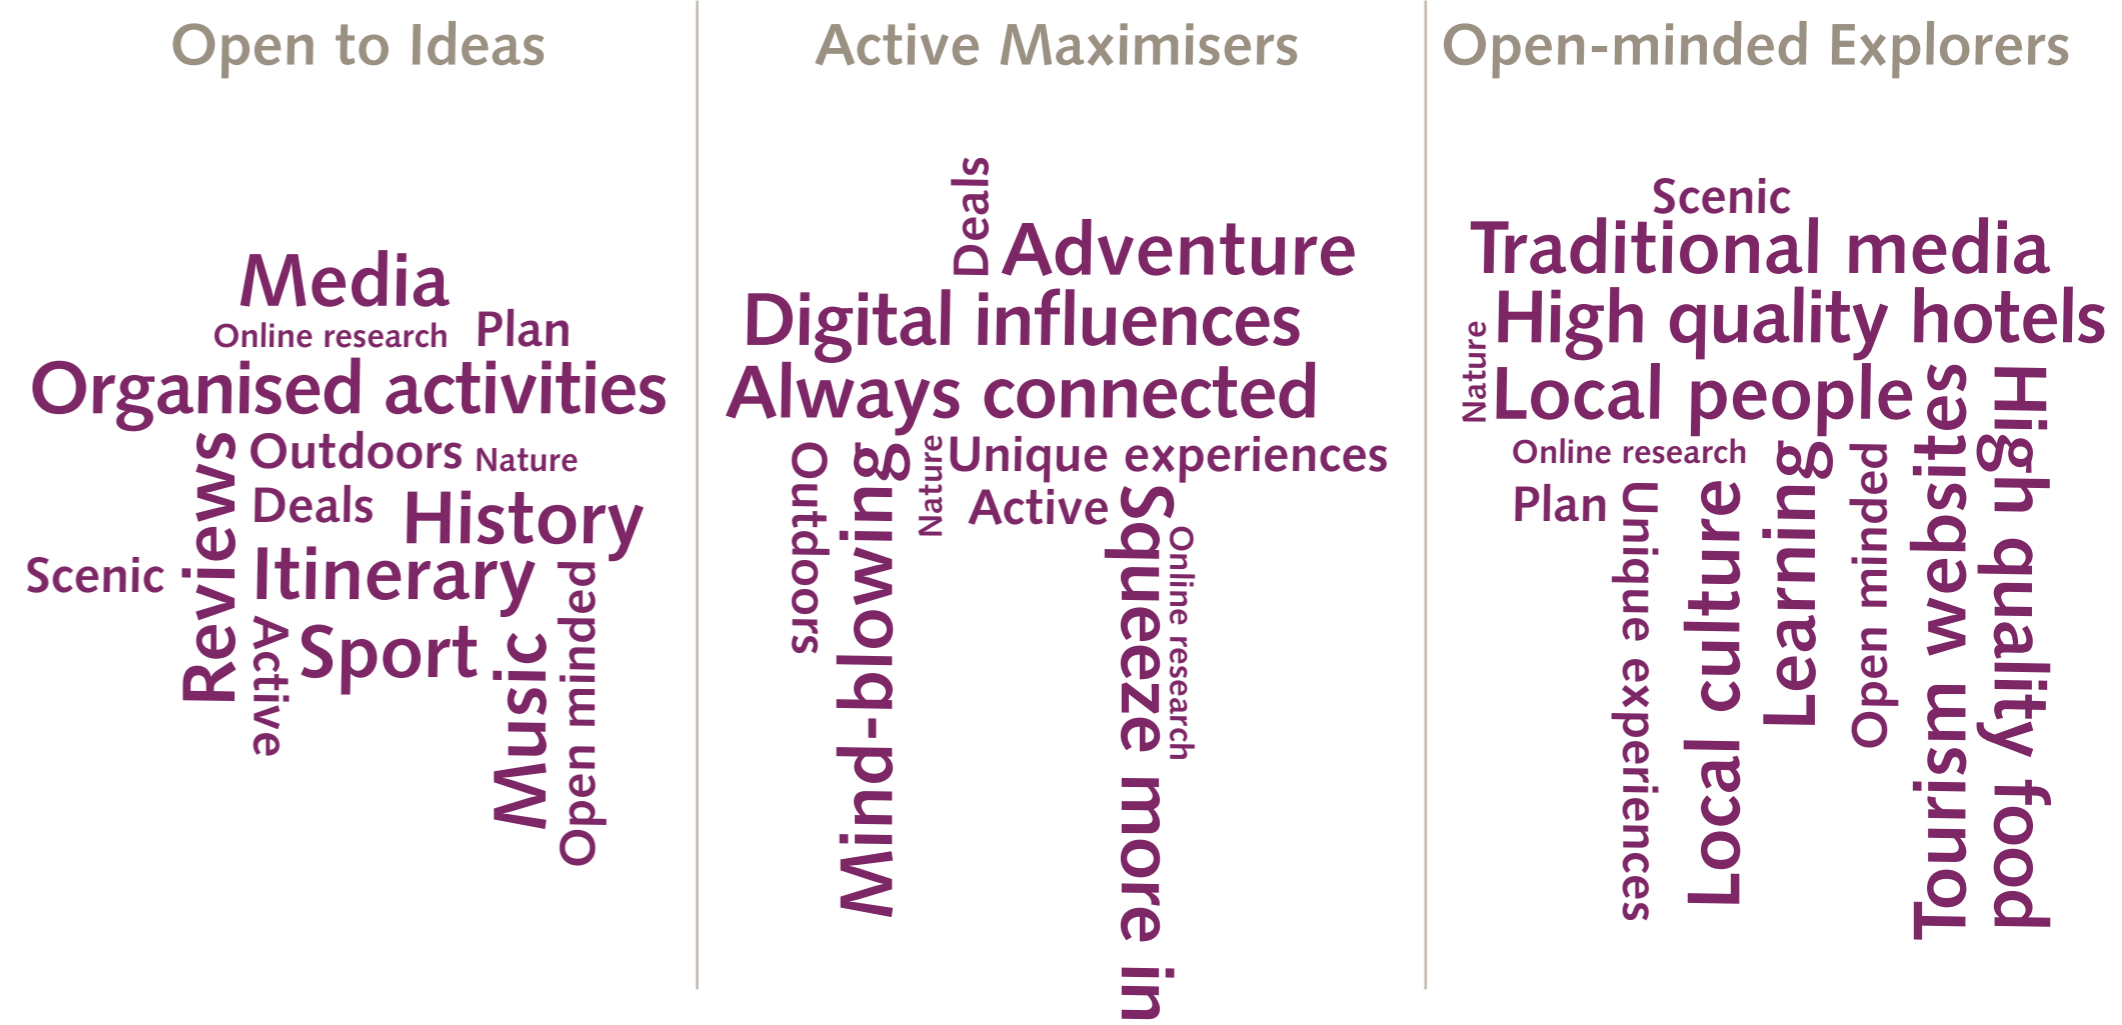 Open to Ideas
Media
Online research
Plan
Organised activities
Reviews
Outdoors
Nature
Deals
History
Scenic
Itinerary
Active
Sport
Music
Open minded
Active Maximisers
Deals
Adventure
Digital influences
Always connected
Outdoors
Mind-blowing
Nature
Unique experiences
Active
Squeeze more in
Online research
Open-minded Explorers
Scenic
Traditional media
Nature
High quality hotels
Local people
Online research
Plan
Unique experiences
Local culture
Learning
Open minded
Tourism websites
High quality food